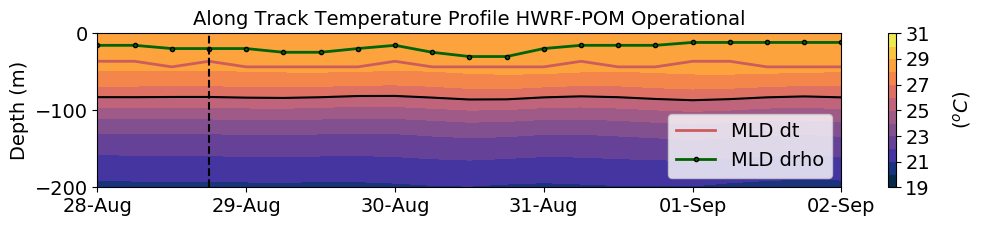 Along Track Temperature Profile HWRF-POM Operational
Depth (m)
0
−100
−200
28-Aug 29-Aug 30-Aug 31-Aug 01-Sep 02-Sep
MLD dt
MLD drho
31
29
27
25
23
21
19
(°C)